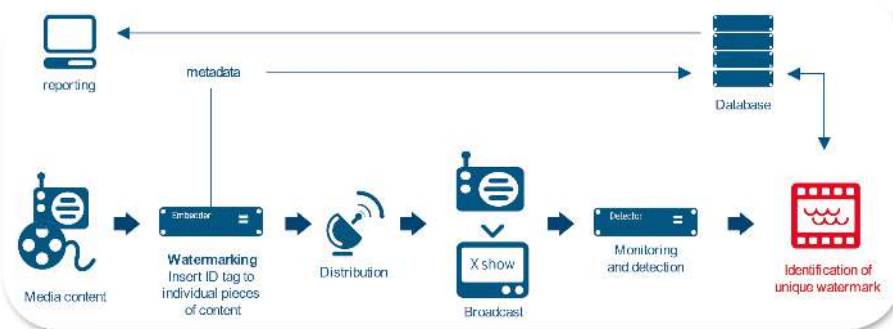 reporting
metadata
Database
Embedder
Detector
X show
Watermarking
Insert ID tag to
individual pieces
of content
Media content
Distribution
Broadcast
Monitoring
and detection
Identification of
unique watermark